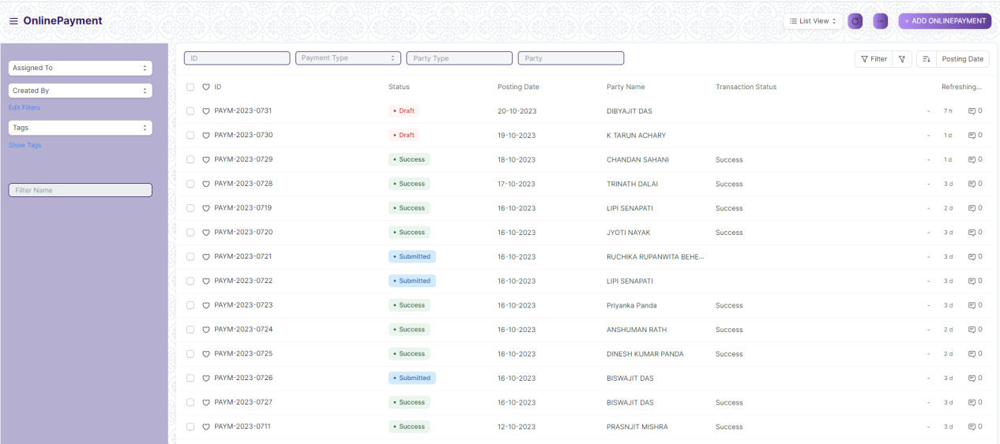 OnlinePayment
List View
+ ADD ONLINEPAYMENT
Assigned To
Created By
Edit Filters
Tags
Show Tags
Filter Name
ID Payment Type Party Type Party Filter Posting Date
ID Status Posting Date Party Name Transaction Status Refreshing...
PAYM-2023-0731 • Draft 20-10-2023 DIBYAJIT DAS - 7 h 0
PAYM-2023-0730 • Draft 19-10-2023 K TARUN ACHARY - 1 d 0
PAYM-2023-0729 • Success 18-10-2023 CHANDAN SAHANI Success - 1 d 0
PAYM-2023-0728 • Success 17-10-2023 TRINATH DALAI Success - 3 d 0
PAYM-2023-0719 • Success 16-10-2023 LIPI SENAPATI Success - 2 d 0
PAYM-2023-0720 • Success 16-10-2023 JYOTI NAYAK Success - 3 d 0
PAYM-2023-0721 • Submitted 16-10-2023 RUCHIKA RUPANWITA BEHE... - 3 d 0
PAYM-2023-0722 • Submitted 16-10-2023 LIPI SENAPATI - 3 d 0
PAYM-2023-0723 • Success 16-10-2023 Priyanka Panda Success - 3 d 0
PAYM-2023-0724 • Success 16-10-2023 ANSHUMAN RATH Success - 2 d 0
PAYM-2023-0725 • Success 16-10-2023 DINESH KUMAR PANDA Success - 2 d 0
PAYM-2023-0726 • Submitted 16-10-2023 BISWAJIT DAS - 3 d 0
PAYM-2023-0727 • Success 16-10-2023 BISWAJIT DAS Success - 3 d 0
PAYM-2023-0711 • Success 12-10-2023 PRASNJIT MISHRA Success - 3 d 0